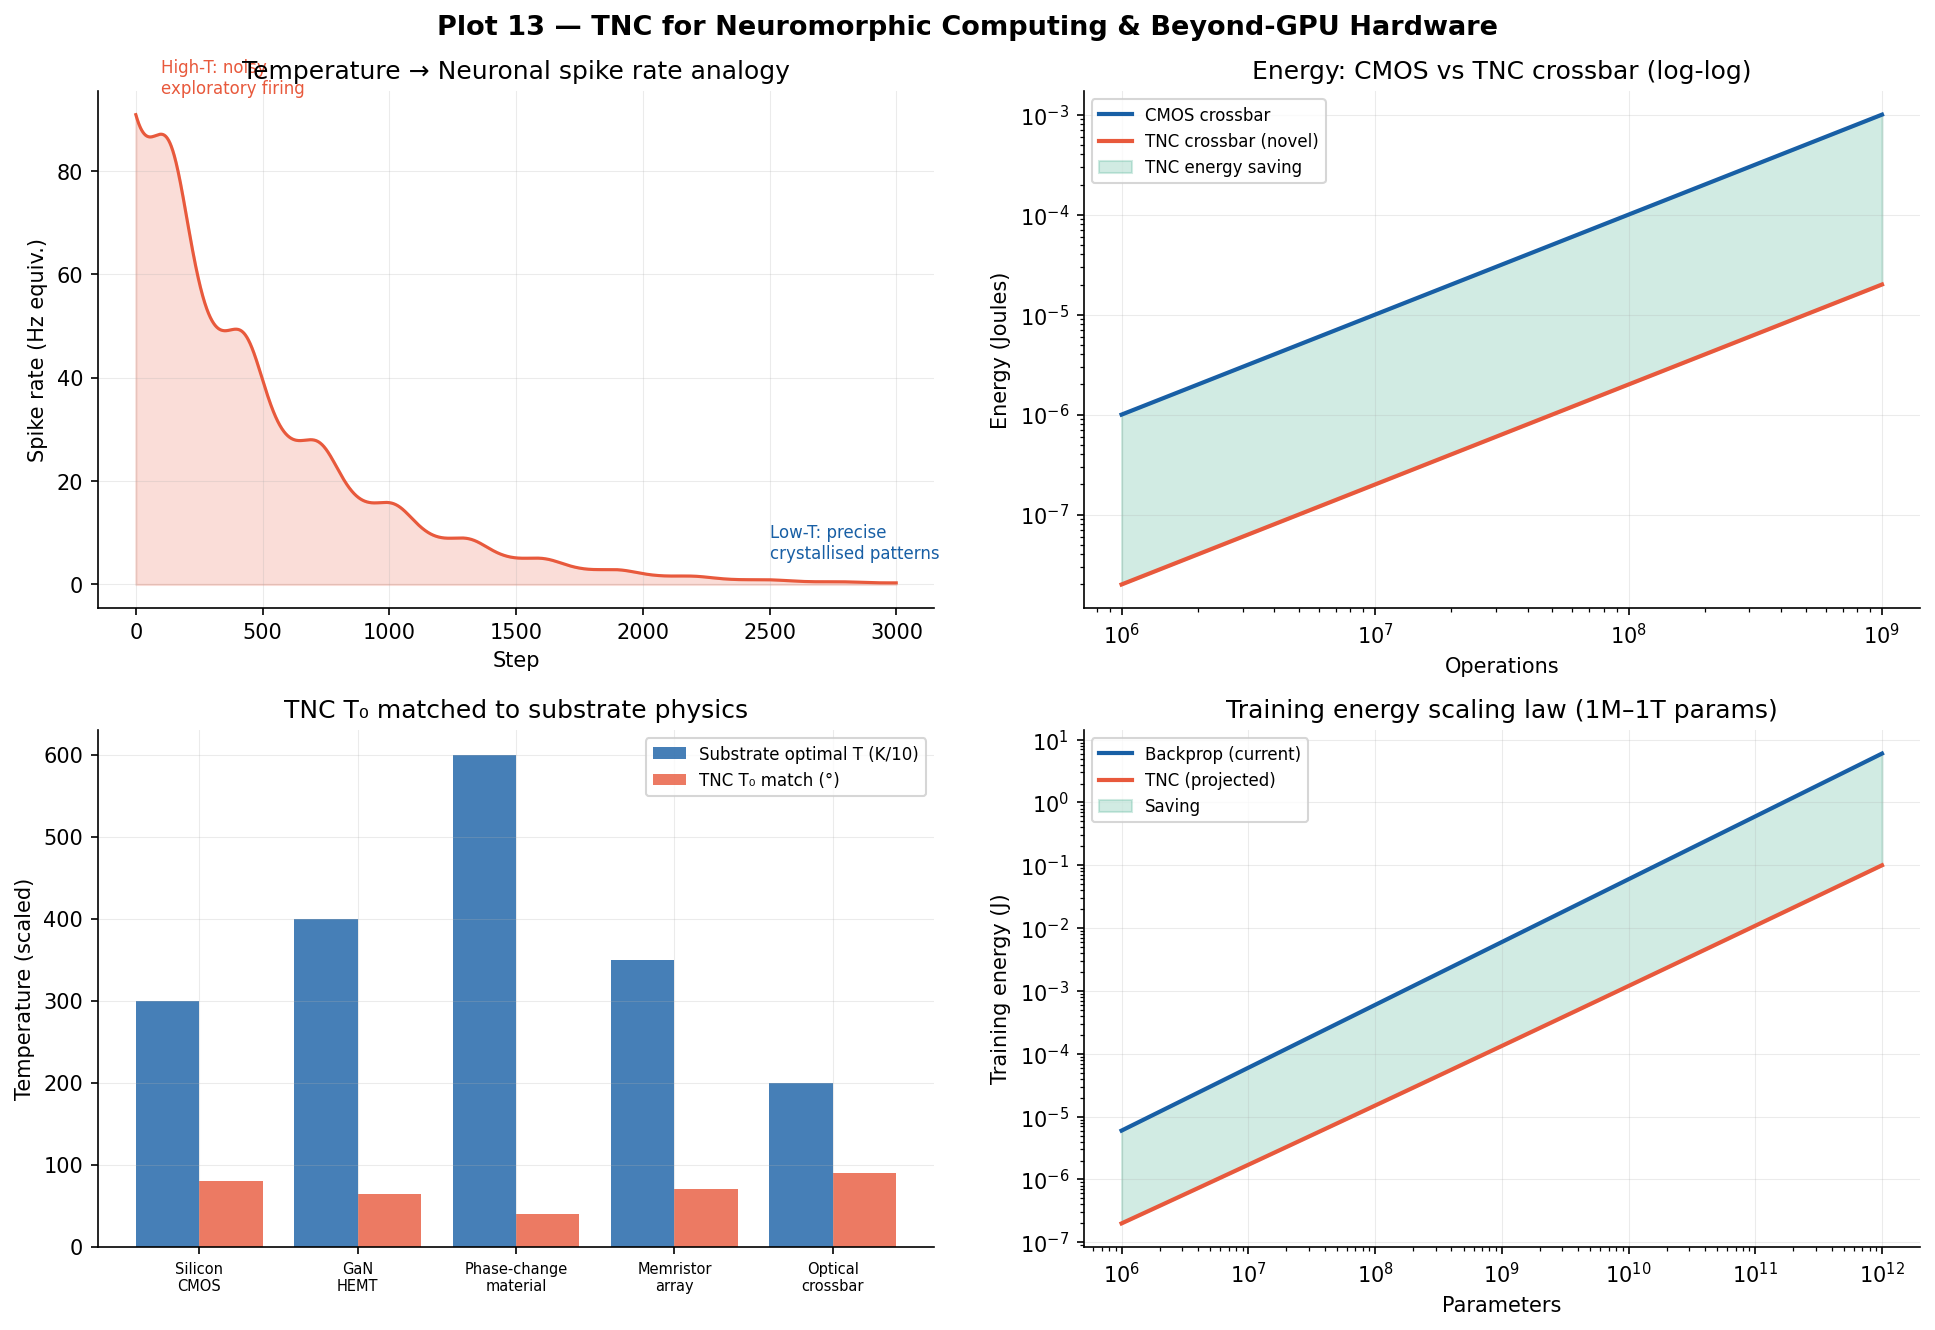 Plot 13 — TNC for Neuromorphic Computing & Beyond-GPU Hardware
Temperature → Neuronal spike rate analogy
High-T: noisy
exploratory firing
Low-T: precise
crystallised patterns
Spike rate (Hz equiv.)
80
60
40
20
0
0 500 1000 1500 2000 2500 3000
Step
Energy: CMOS vs TNC crossbar (log-log)
CMOS crossbar
TNC crossbar (novel)
TNC energy saving
Energy (Joules)
10⁻³
10⁻⁴
10⁻⁵
10⁻⁶
10⁻⁷
10⁶ 10⁷ 10⁸ 10⁹
Operations
TNC T₀ matched to substrate physics
Substrate optimal T (K/10)
TNC T₀ match (°)
Temperature (scaled)
600
500
400
300
200
100
0
Silicon
CMOS
GaN
HEMT
Phase-change
material
Memristor
array
Optical
crossbar
Training energy scaling law (1M–1T params)
Backprop (current)
TNC (projected)
Saving
Training energy (J)
10¹
10⁰
10⁻¹
10⁻²
10⁻³
10⁻⁴
10⁻⁵
10⁻⁶
10⁻⁷
10⁶ 10⁷ 10⁸ 10⁹ 10¹⁰ 10¹¹ 10¹²
Parameters